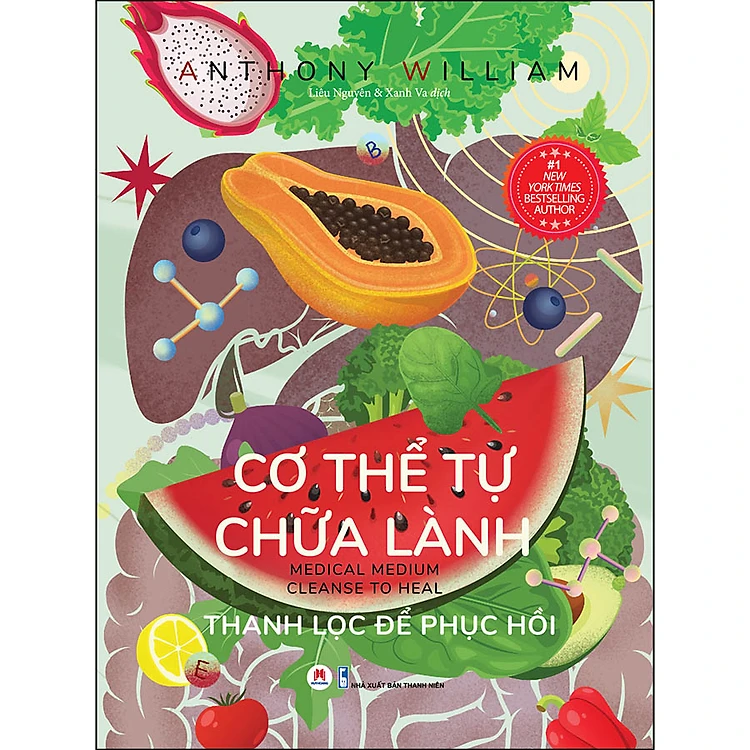 ANTHONY WILLIAM
Liêu Nguyên & Xanh Va dịch
B
#1
NEW
YORK TIMES
BESTSELLING
AUTHOR
CƠ THỂ TỰ
CHỮA LÀNH
MEDICAL MEDIUM
CLEANSE TO HEAL
THANH LỌC ĐỂ PHỤC HỒI
E
HUYHOANG
NHÀ XUẤT BẢN THANH NIÊN